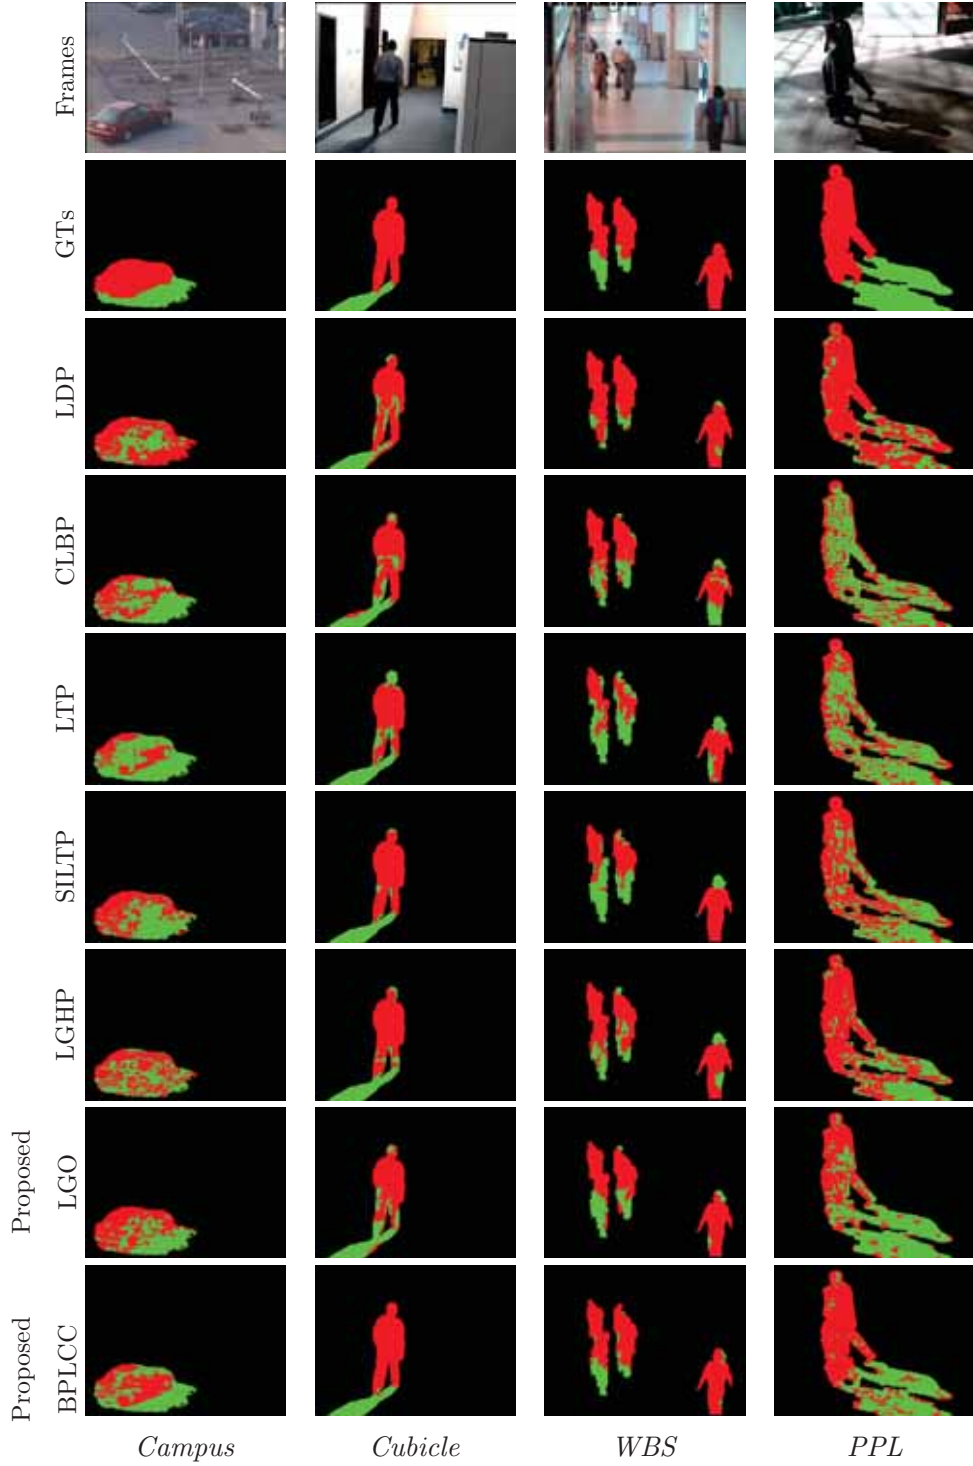 Frames
GTs
LDP
CLBP
LTP
SILTP
LGHP
Proposed
LGO
Proposed
BPLCC
Campus
Cubicle
WBS
PPL